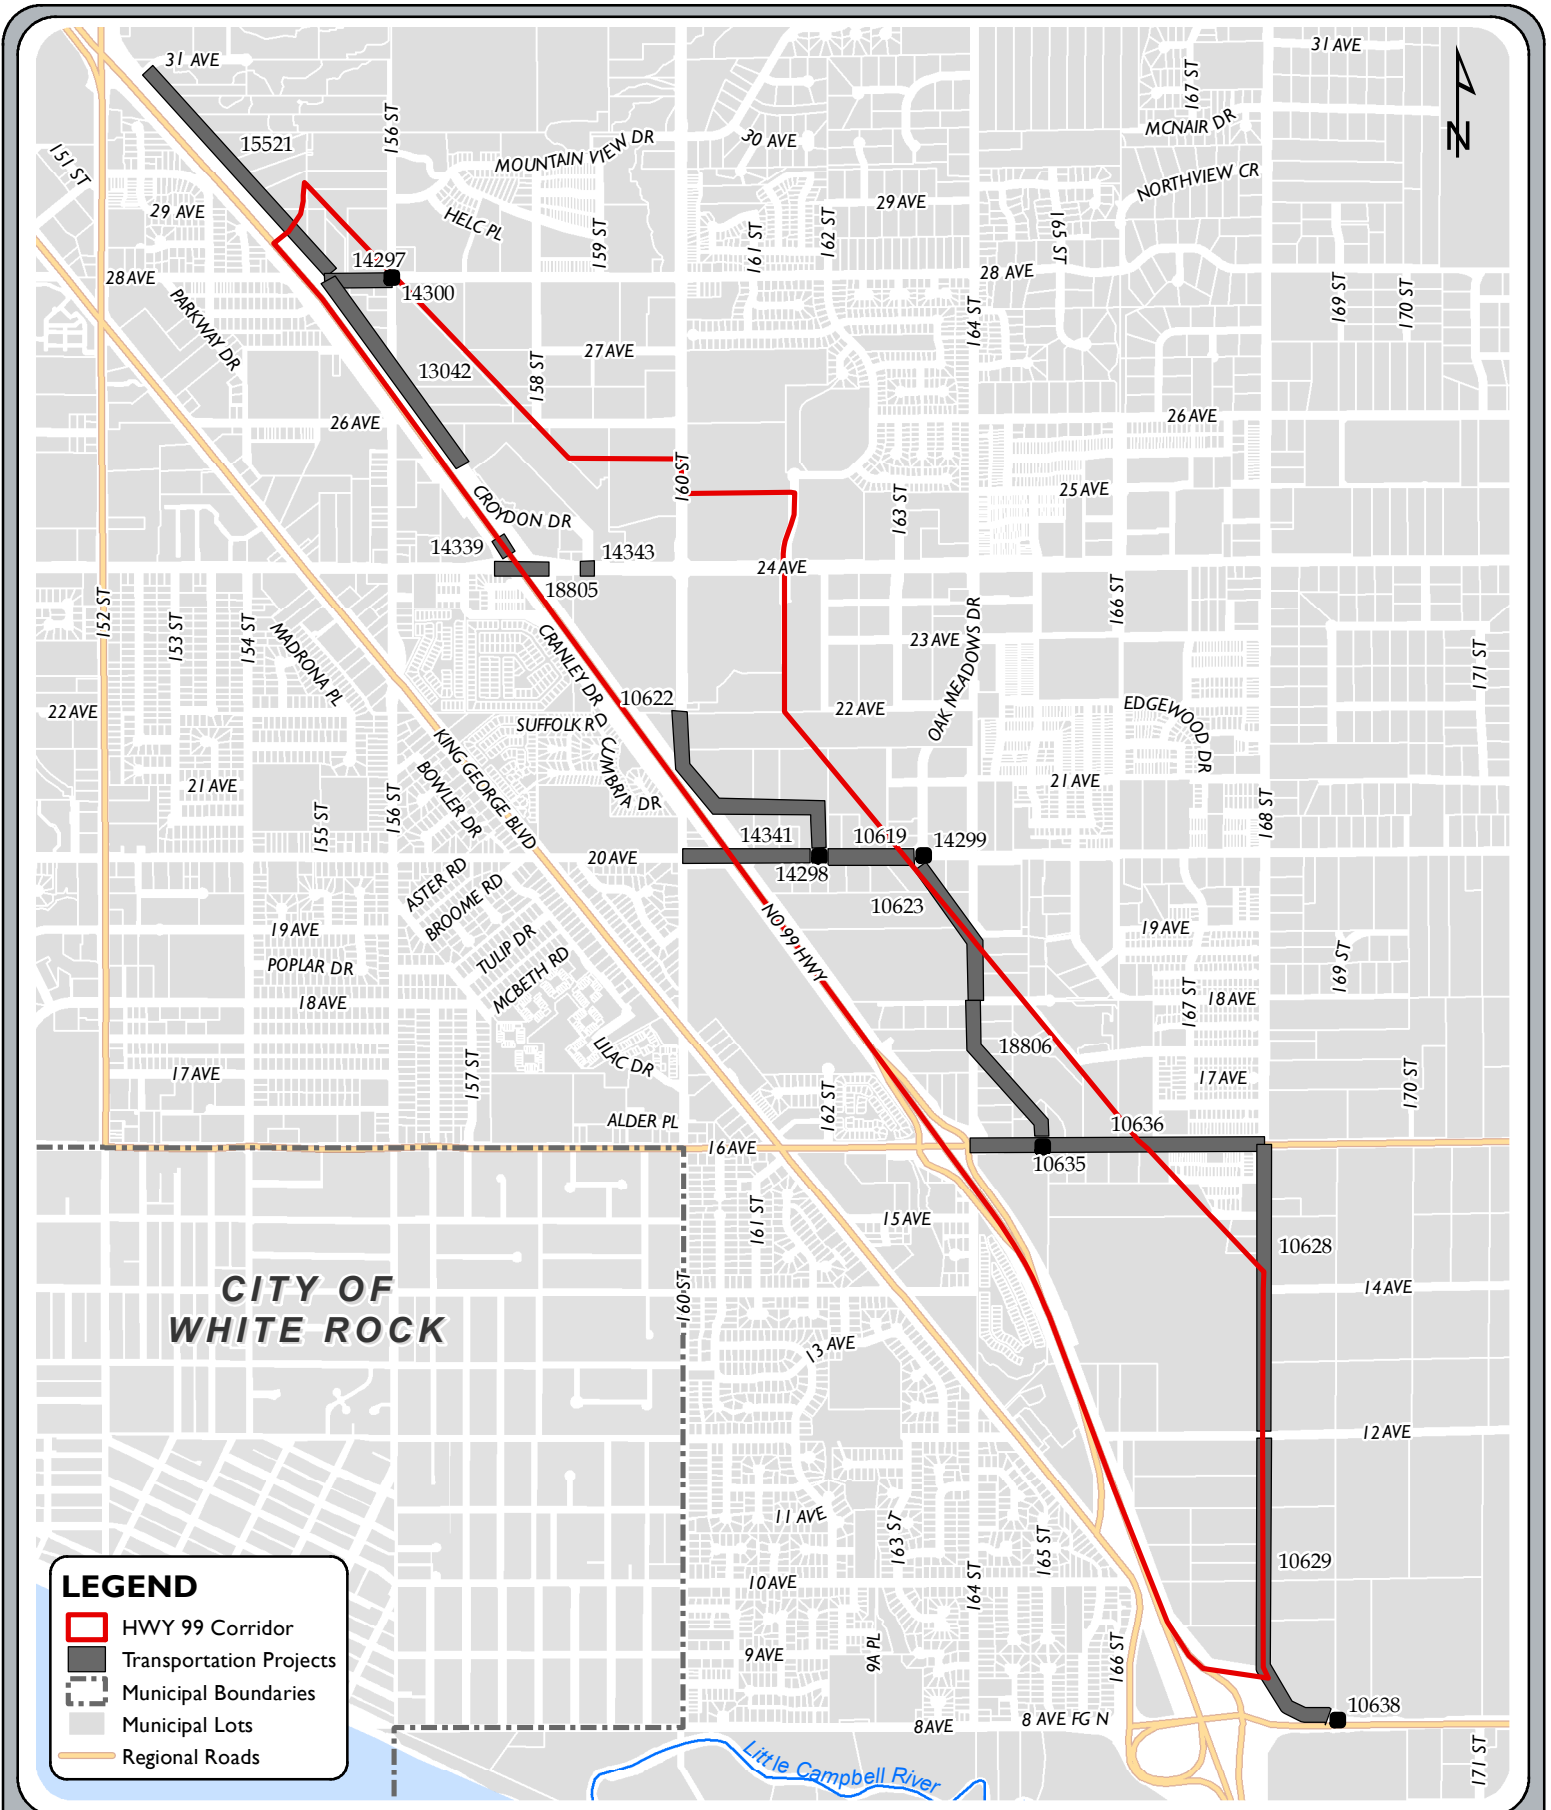 31 AVE
31 AVE
167 ST
156 ST
MCNAIR DR
15521
MOUNTAIN VIEW DR
30 AVE
N
151 ST
NORTHVIEW CR
29 AVE
HELC PL
159 ST
161 ST
162 ST
29 AVE
165 ST
14297
28 AVE
14300
28 AVE
164 ST
169 ST
170 ST
PARKWAY DR
13042
158 ST
27 AVE
26 AVE
26 AVE
160 ST
25 AVE
163 ST
CROYDON DR
14339
14343
24 AVE
18805
152 ST
153 ST
154 ST
MADRONA PL
CRANLEY DR
166 ST
23 AVE
OAK MEADOWS DR
171 ST
10622
22 AVE
SUFFOLK RD
22 AVE
EDGEWOOD DR
KING GEORGE BLVD
CUMBRIA DR
21 AVE
BOWLER DR
21 AVE
155 ST
156 ST
168 ST
14341
10619
14299
20 AVE
14298
ASTER RD
BROOME RD
10623
NO 99 HWY
19 AVE
TULIP DR
19 AVE
POPLAR DR
MCBETH RD
169 ST
18 AVE
167 ST
18 AVE
LILAC DR
18806
17 AVE
157 ST
17 AVE
170 ST
162 ST
ALDER PL
10636
16 AVE
10635
161 ST
15 AVE
10628
CITY OF
WHITE ROCK
160 ST
14 AVE
13 AVE
12 AVE
11 AVE
163 ST
165 ST
10629
10 AVE
164 ST
9 AVE
9A PL
166 ST
10638
8 AVE
8 AVE FG N
171 ST
Little Campbell River
LEGEND
HWY 99 Corridor
Transportation Projects
Municipal Boundaries
Municipal Lots
Regional Roads